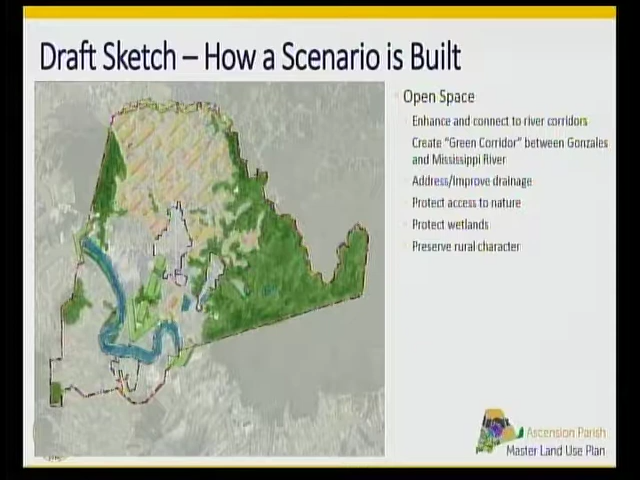 Draft Sketch – How a Scenario is Built
Open Space
Enhance and connect to river corridors
Create "Green Corridor" between Gonzales
and Mississippi River
Address/Improve drainage
Protect access to nature
Protect wetlands
Preserve rural character
Ascension Parish
Master Land Use Plan